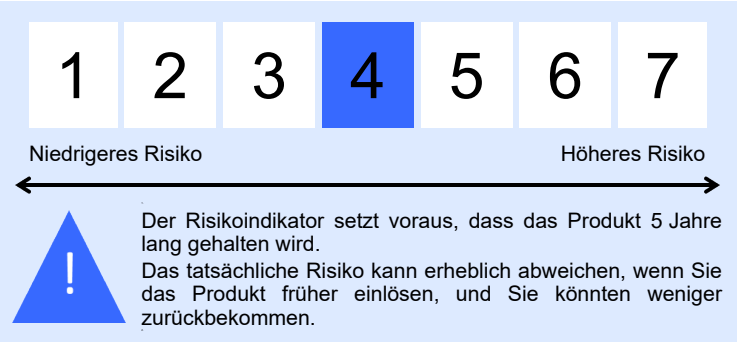 1 2 3 4 5 6 7
Niedrigeres Risiko Höheres Risiko
Der Risikoindikator setzt voraus, dass das Produkt 5 Jahre
lang gehalten wird.
Das tatsächliche Risiko kann erheblich abweichen, wenn Sie
das Produkt früher einlösen, und Sie könnten weniger
zurückbekommen.
!